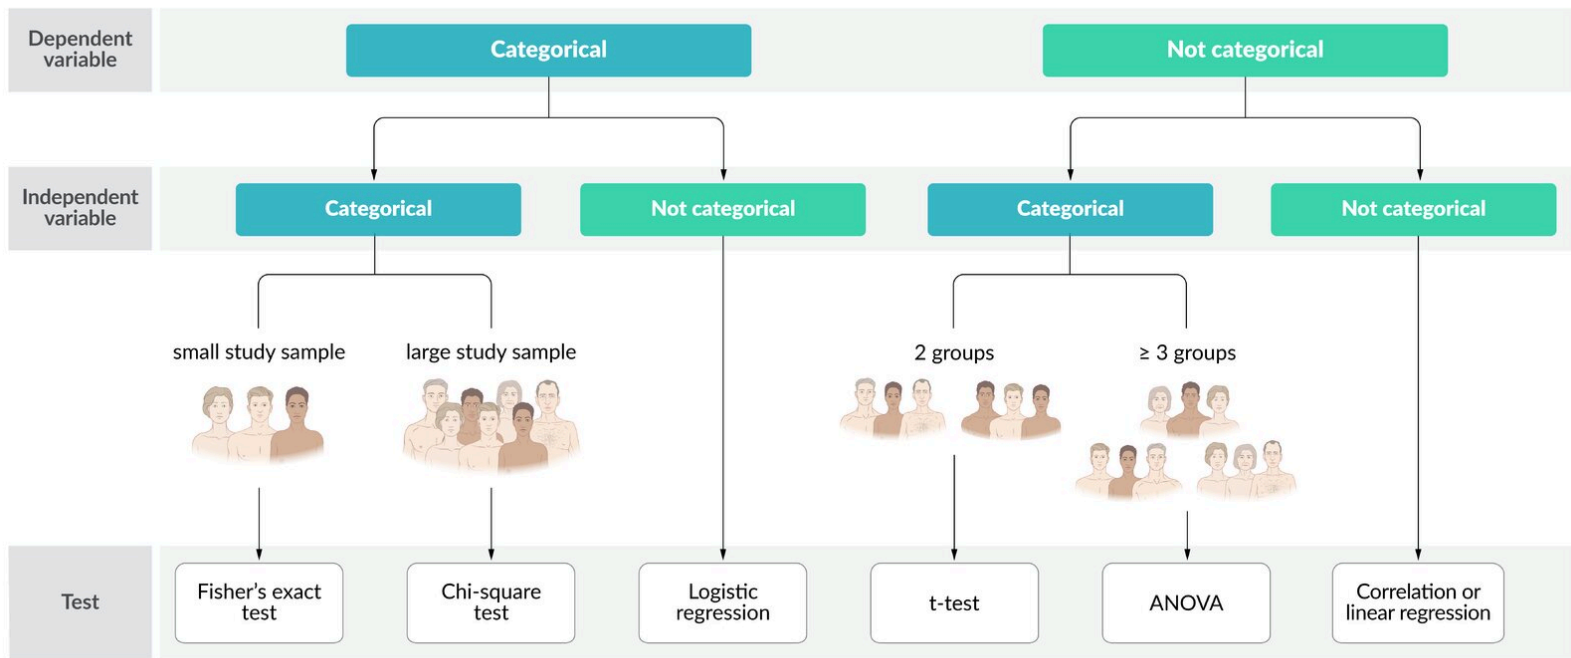 Dependent
variable
Categorical
Not categorical
Independent
variable
Categorical
Not categorical
Categorical
Not categorical
small study sample
large study sample
2 groups
≥ 3 groups
Test
Fisher's exact
test
Chi-square
test
Logistic
regression
t-test
ANOVA
Correlation or
linear regression